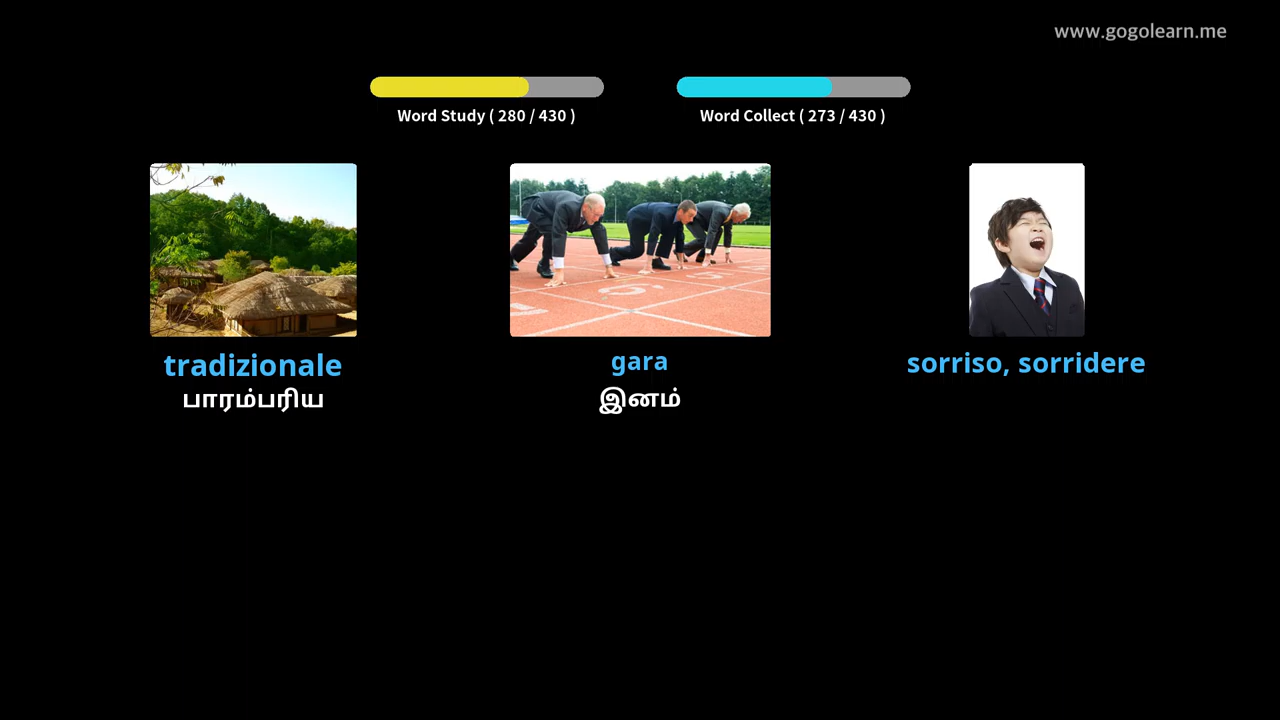 www.gogolearn.me
Word Study ( 280 / 430 )
Word Collect ( 273 / 430 )
tradizionale
பாரம்பரிய
gara
இனம்
sorriso, sorridere